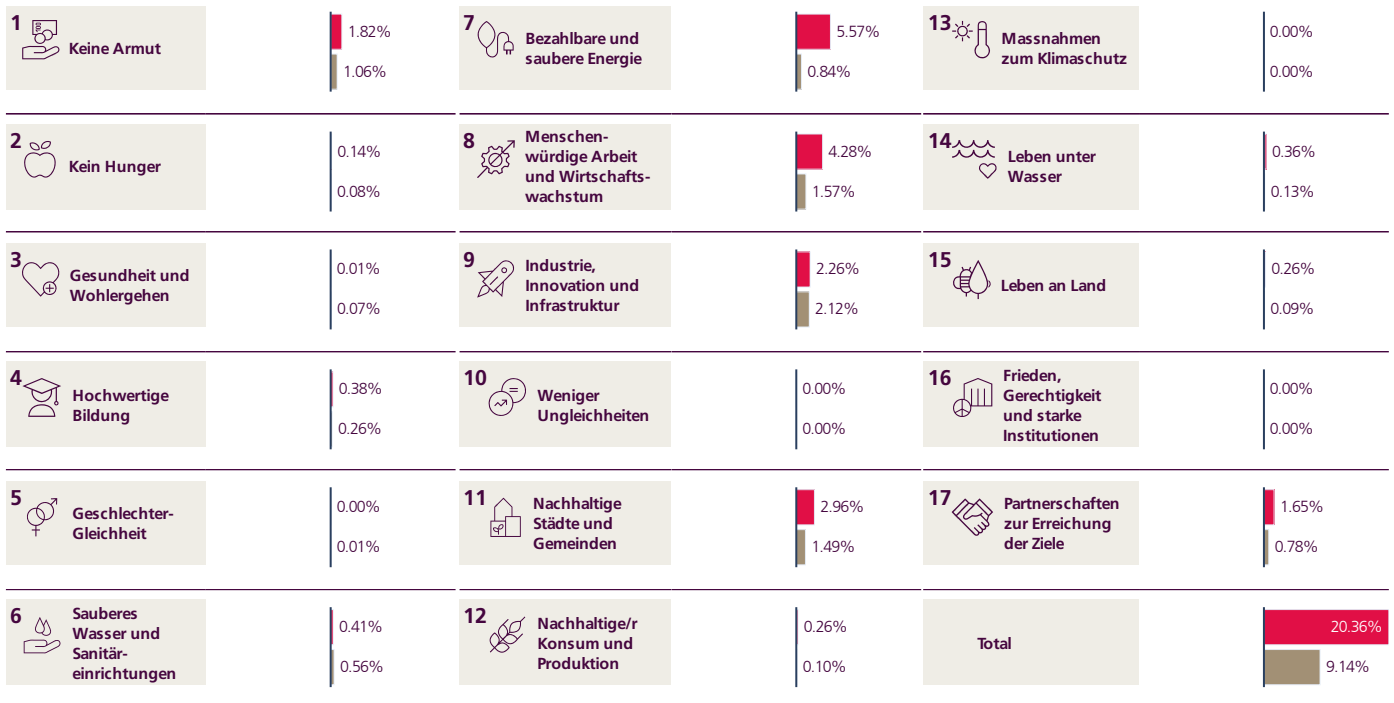 1
100
Keine Armut
1.82%
1.06%
2
Kein Hunger
0.14%
0.08%
3
Gesundheit und
Wohlergehen
0.01%
0.07%
4
Hochwertige
Bildung
0.38%
0.26%
5
Geschlechter-
Gleichheit
0.00%
0.01%
6
Sauberes
Wasser und
Sanitär-
einrichtungen
0.41%
0.56%
7
Bezahlbare und
saubere Energie
5.57%
0.84%
8
Menschen-
würdige Arbeit
und Wirtschafts-
wachstum
4.28%
1.57%
9
Industrie,
Innovation und
Infrastruktur
2.26%
2.12%
10
Weniger
Ungleichheiten
0.00%
0.00%
11
Nachhaltige
Städte und
Gemeinden
2.96%
1.49%
12
Nachhaltige/r
Konsum und
Produktion
0.26%
0.10%
13
Massnahmen
zum Klimaschutz
0.00%
0.00%
14
Leben unter
Wasser
0.36%
0.13%
15
Leben an Land
0.26%
0.09%
16
Frieden,
Gerechtigkeit
und starke
Institutionen
0.00%
0.00%
17
Partnerschaften
zur Erreichung
der Ziele
1.65%
0.78%
Total
20.36%
9.14%